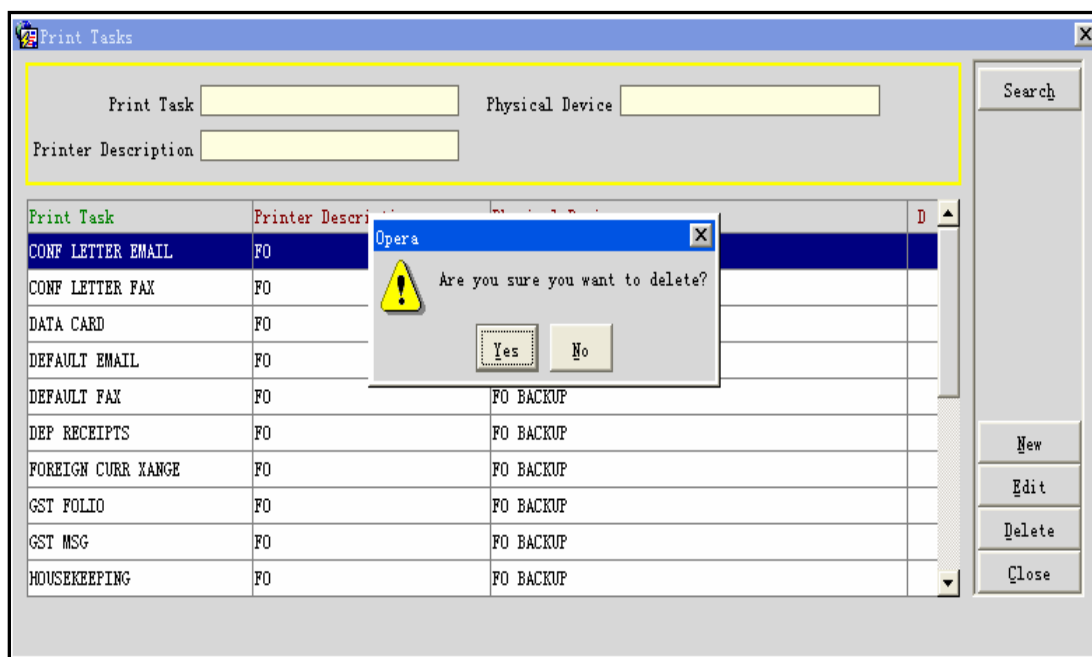 Print Tasks
Print Task
Physical Device
Search
Printer Description
Print Task Printer D
CONF LETTER EMAIL FO
CONF LETTER FAX FO
DATA CARD FO
DEFAULT EMAIL FO
DEFAULT FAX FO FO BACKUP
DEP RECEIPTS FO FO BACKUP
FOREIGN CURR XANGE FO FO BACKUP
GST FOLIO FO FO BACKUP
GST MSG FO FO BACKUP
HOUSEKEEPING FO FO BACKUP
Opera
Are you sure you want to delete?
Yes No
New
Edit
Delete
Close